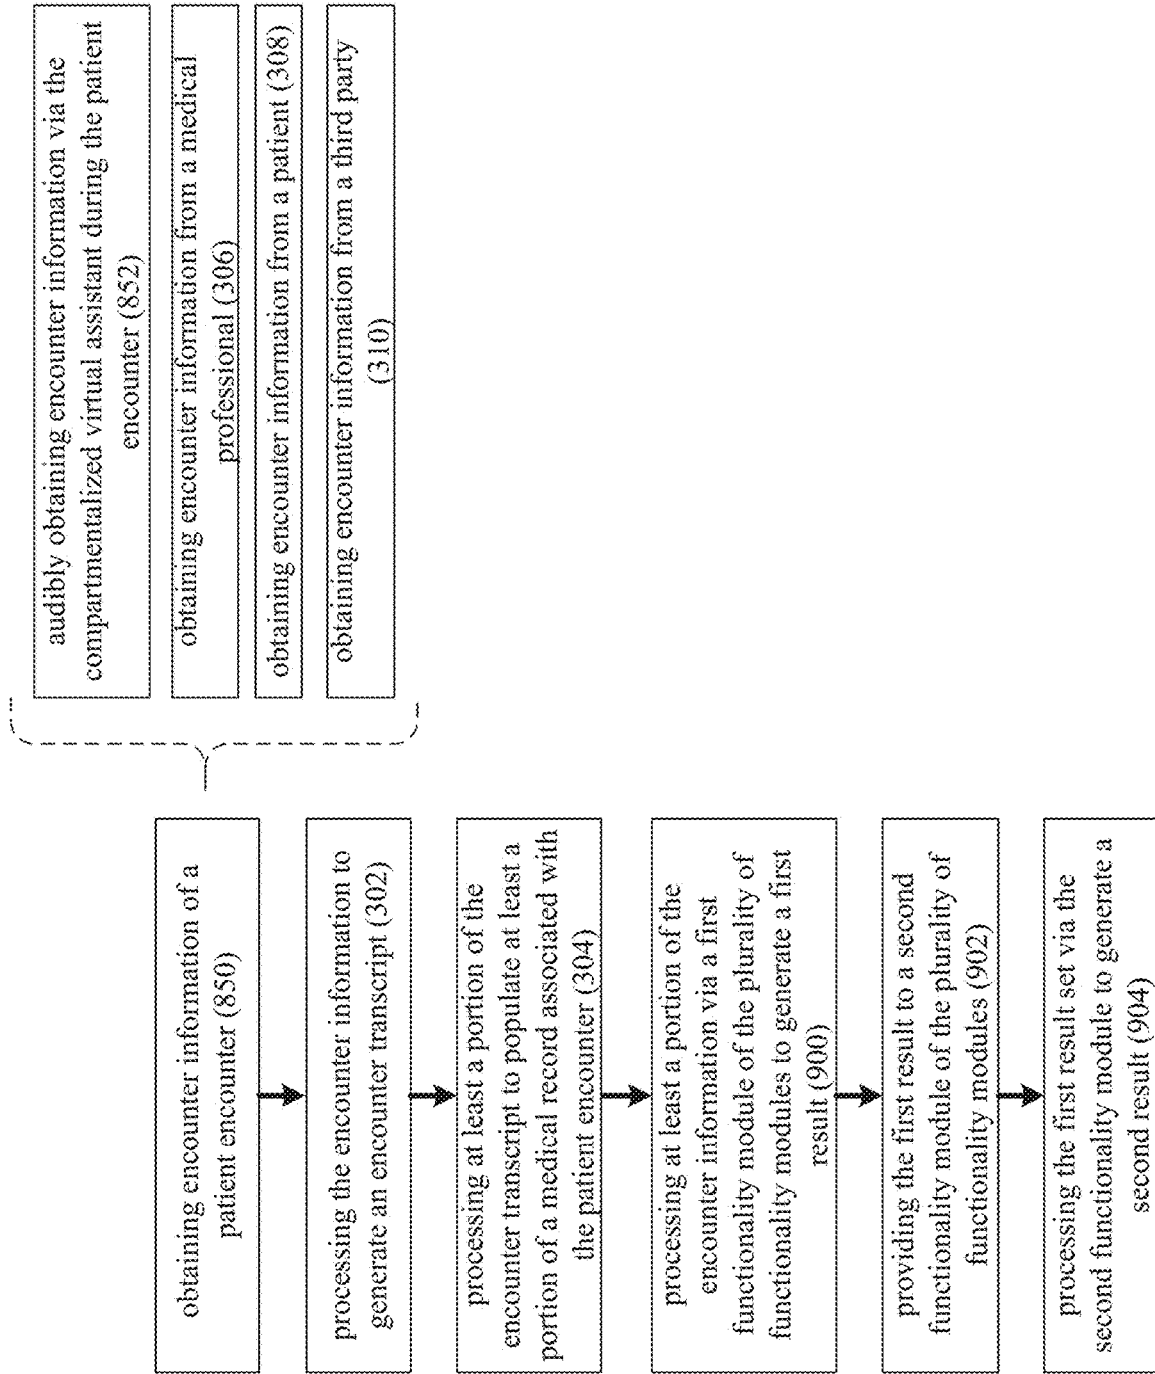 obtaining encounter information of a
patient encounter (850)
processing the encounter information to
generate an encounter transcript (302)
processing at least a portion of the
encounter transcript to populate at least a
portion of a medical record associated with
the patient encounter (304)
processing at least a portion of the
encounter information via a first
functionality module of the plurality of
functionality modules to generate a first
result (900)
providing the first result to a second
functionality module of the plurality of
functionality modules (902)
processing the first result set via the
second functionality module to generate a
second result (904)
audibly obtaining encounter information via the
compartmentalized virtual assistant during the patient
encounter (852)
obtaining encounter information from a medical
professional (306)
obtaining encounter information from a patient (308)
obtaining encounter information from a third party
(310)